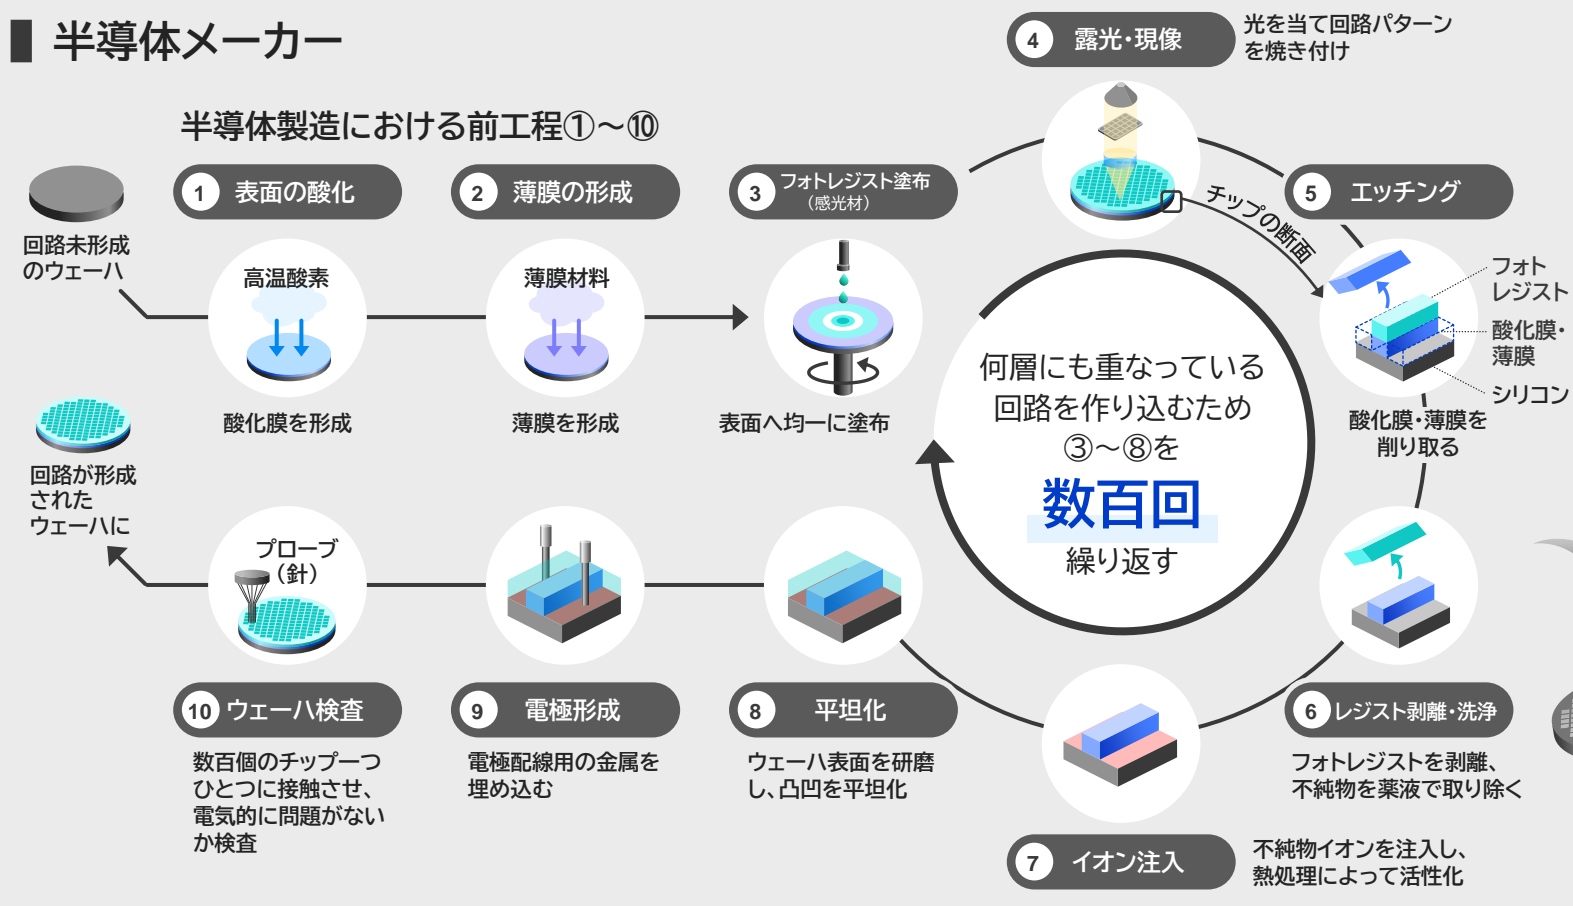 半導体メーカー
半導体製造における前工程①〜⑩
回路未形成
のウェーハ
1 表面の酸化
高温酸素
酸化膜を形成
2 薄膜の形成
薄膜材料
薄膜を形成
3 フォトレジスト塗布
（感光材）
表面へ均一に塗布
4 露光・現像
光を当て回路パターン
を焼き付け
チップの断面
5 エッチング
フォト
レジスト
酸化膜・
薄膜
シリコン
酸化膜・薄膜を
削り取る
何層にも重なっている
回路を作り込むため
③〜⑧を
数百回
繰り返す
6 レジスト剥離・洗浄
フォトレジストを剥離、
不純物を薬液で取り除く
7 イオン注入
不純物イオンを注入し、
熱処理によって活性化
8 平坦化
ウェーハ表面を研磨
し、凸凹を平坦化
9 電極形成
電極配線用の金属を
埋め込む
プローブ
（針）
10 ウェーハ検査
数百個のチップ一つ
ひとつに接触させ、
電気的に問題がない
か検査
回路が形成
された
ウェーハに